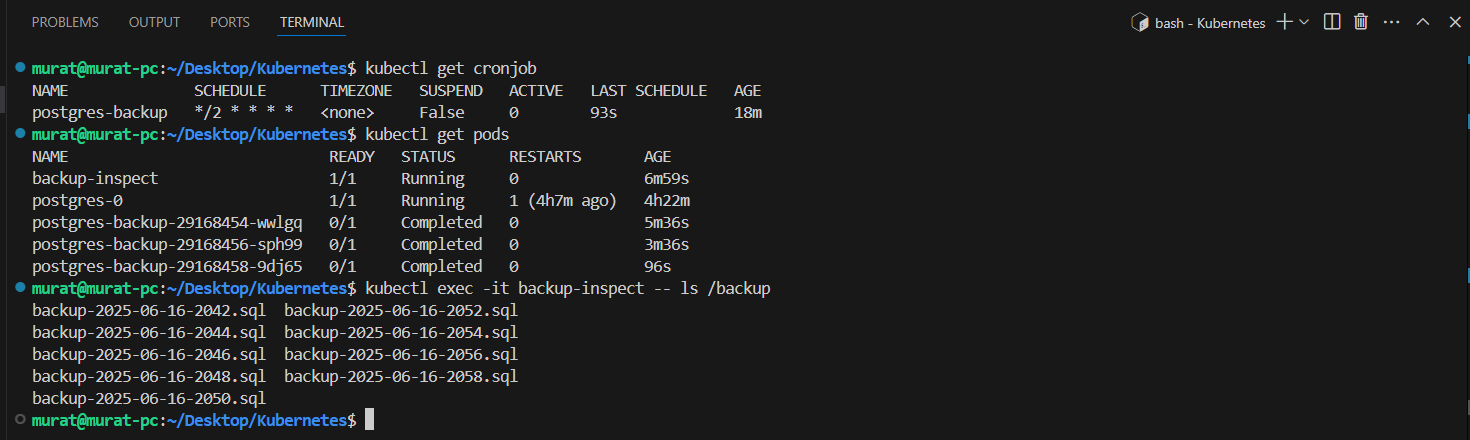 PROBLEMS OUTPUT PORTS TERMINAL bash - Kubernetes
murat@murat-pc:~/Desktop/Kubernetes$ kubectl get cronjob
NAME SCHEDULE TIMEZONE SUSPEND ACTIVE LAST SCHEDULE AGE
postgres-backup */2 * * * * <none> False 0 93s 18m
murat@murat-pc:~/Desktop/Kubernetes$ kubectl get pods
NAME READY STATUS RESTARTS AGE
backup-inspect 1/1 Running 0 6m59s
postgres-0 1/1 Running 1 (4h7m ago) 4h22m
postgres-backup-29168454-wwlgq 0/1 Completed 0 5m36s
postgres-backup-29168456-sph99 0/1 Completed 0 3m36s
postgres-backup-29168458-9dj65 0/1 Completed 0 96s
murat@murat-pc:~/Desktop/Kubernetes$ kubectl exec -it backup-inspect -- ls /backup
backup-2025-06-16-2042.sql backup-2025-06-16-2052.sql
backup-2025-06-16-2044.sql backup-2025-06-16-2054.sql
backup-2025-06-16-2046.sql backup-2025-06-16-2056.sql
backup-2025-06-16-2048.sql backup-2025-06-16-2058.sql
backup-2025-06-16-2050.sql
murat@murat-pc:~/Desktop/Kubernetes$